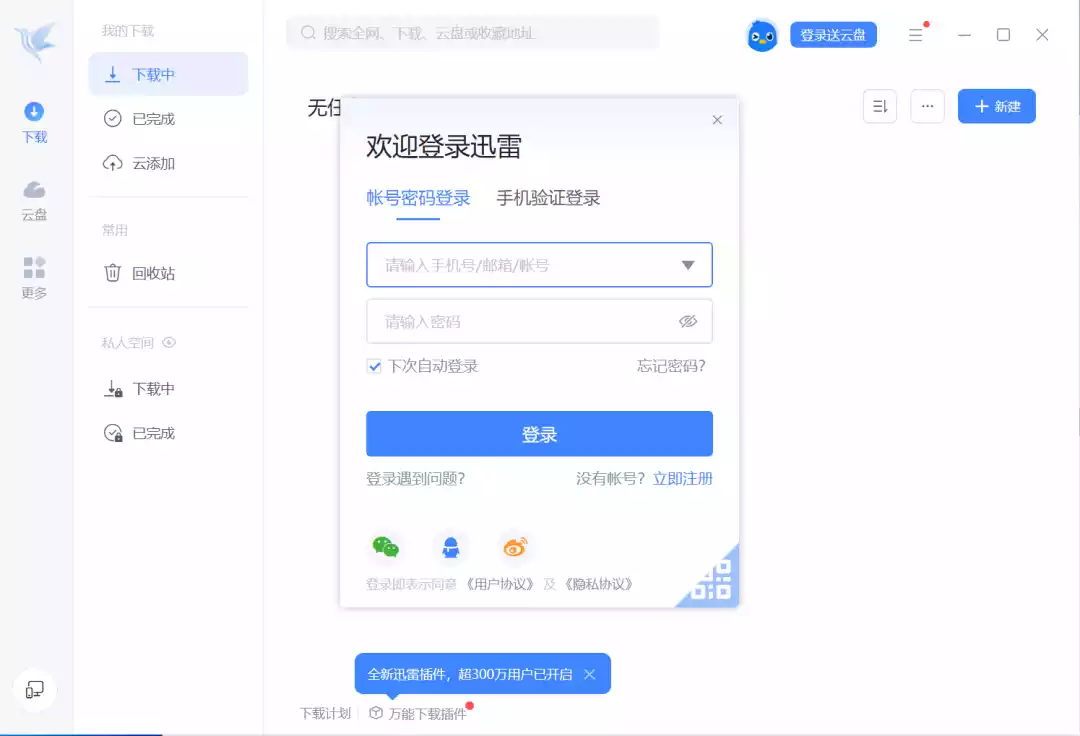 我的下载
下载中
已完成
云添加
常用
回收站
私人空间
下载中
已完成
下载
云盘
更多
搜索全网、下载、云盘或收藏地址
登录送云盘
无任
新建
欢迎登录迅雷
帐号密码登录 手机验证登录
请输入手机号/邮箱/帐号
请输入密码
下次自动登录 忘记密码?
登录
登录遇到问题? 没有帐号? 立即注册
登录即表示同意 《用户协议》 及 《隐私协议》
全新迅雷插件，超300万用户已开启
下载计划 万能下载插件